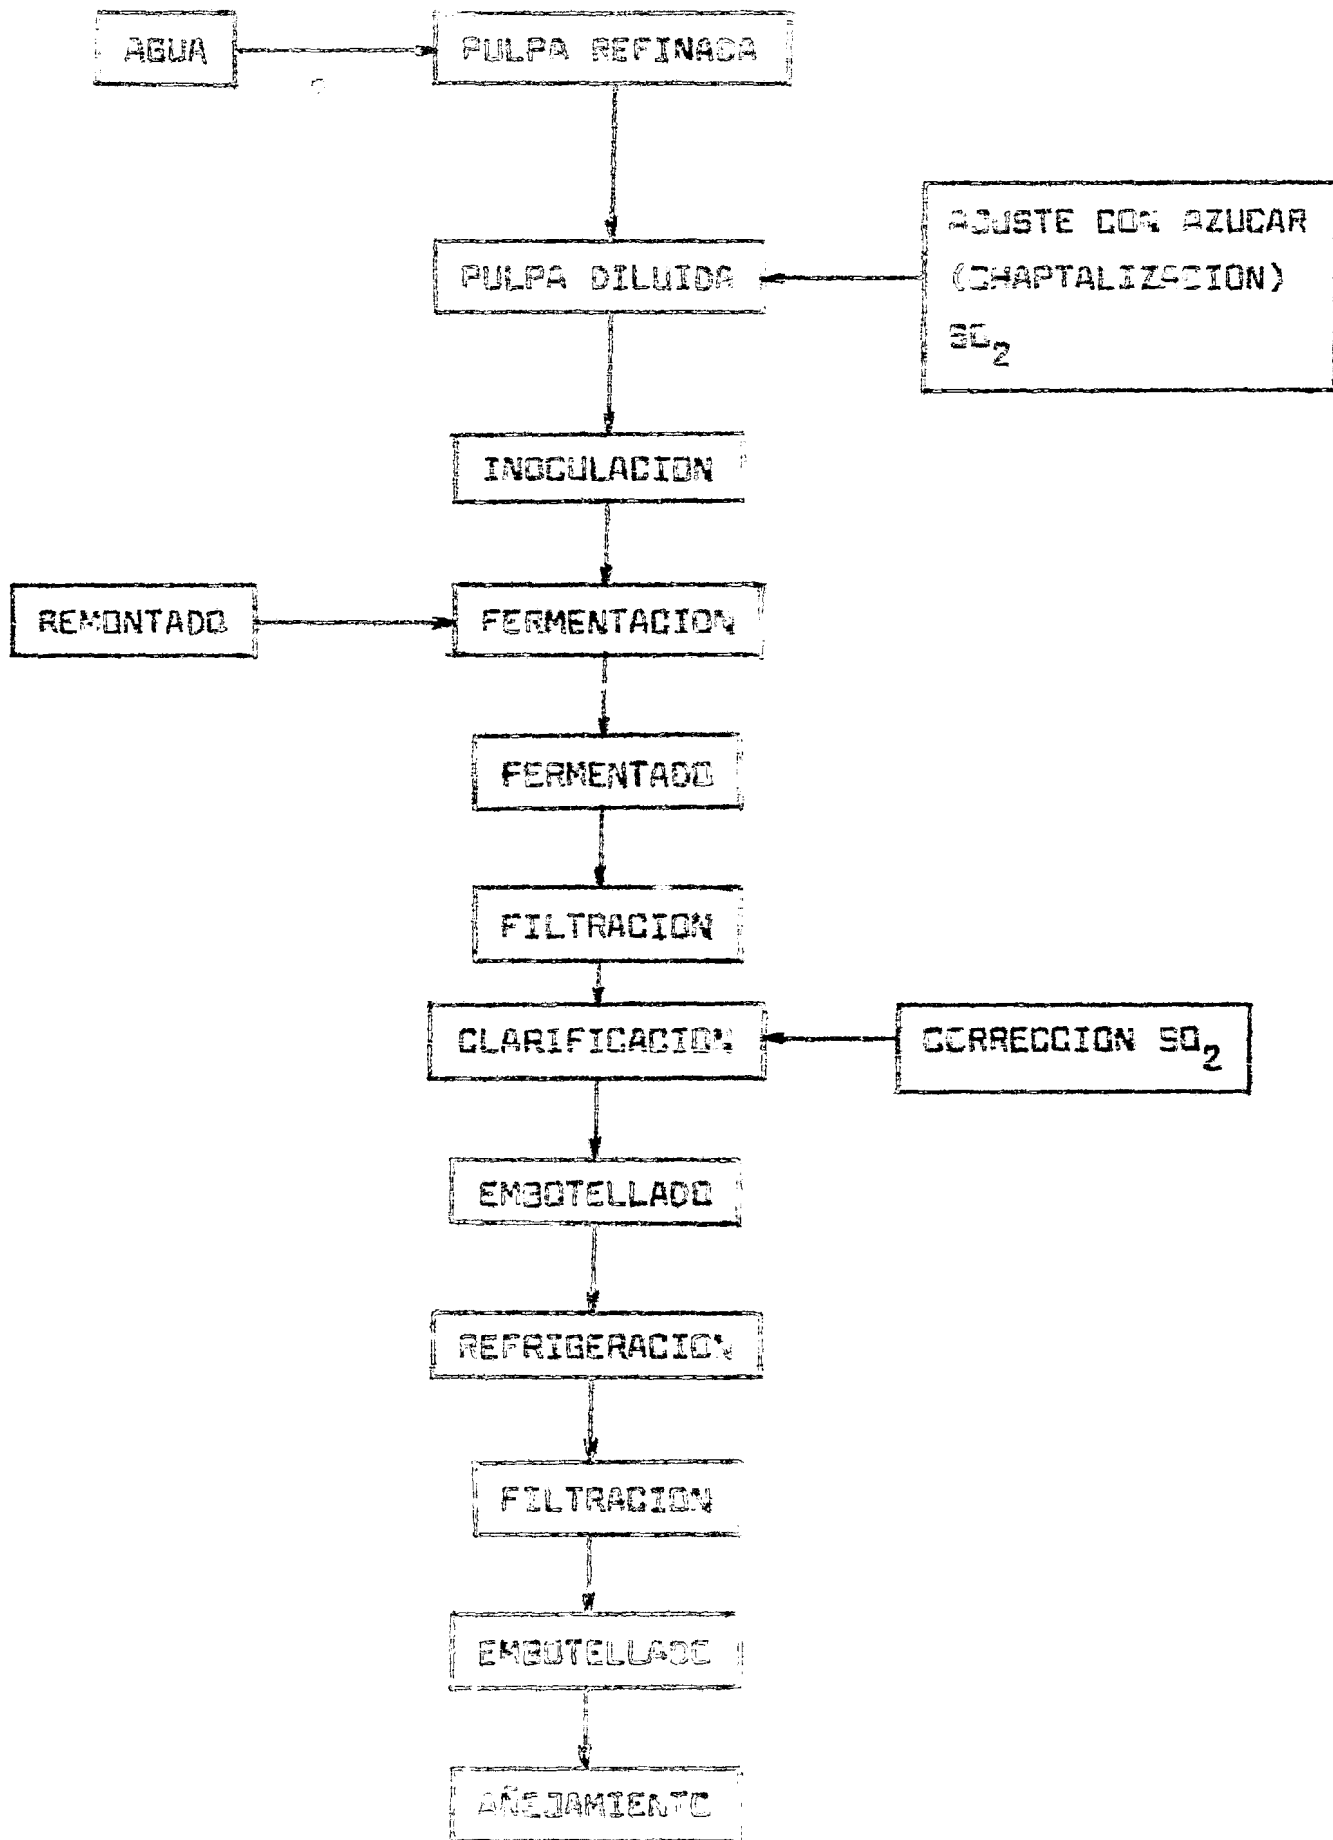 AGUA
PULPA REFINADA
PULPA DILUIDA
AJUSTE CON AZUCAR
(CHAPTALIZACION)
SO2
INOCULACION
REMONTADO
FERMENTACION
FERMENTADO
FILTRACION
CLARIFICACION
CORRECCION SO2
EMBOTELLADO
REFRIGERACION
FILTRACION
EMBOTELLADO
AÑEJAMIENTO